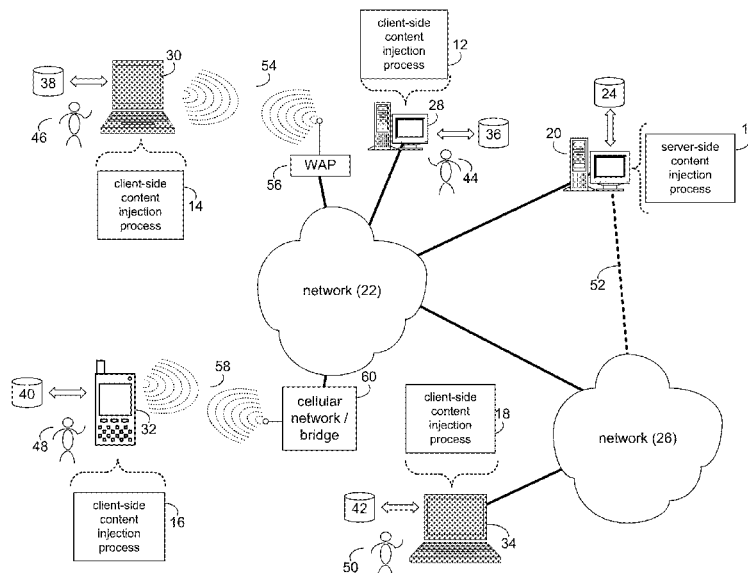 30
38
46
client-side
content
injection
process
14
54
WAP
56
client-side
content
injection
process
12
28
36
44
24
20
server-side
content
injection
process
network (22)
52
40
48
32
58
client-side
content
injection
process
16
60
cellular
network /
bridge
client-side
content
injection
process
18
network (26)
42
50
34